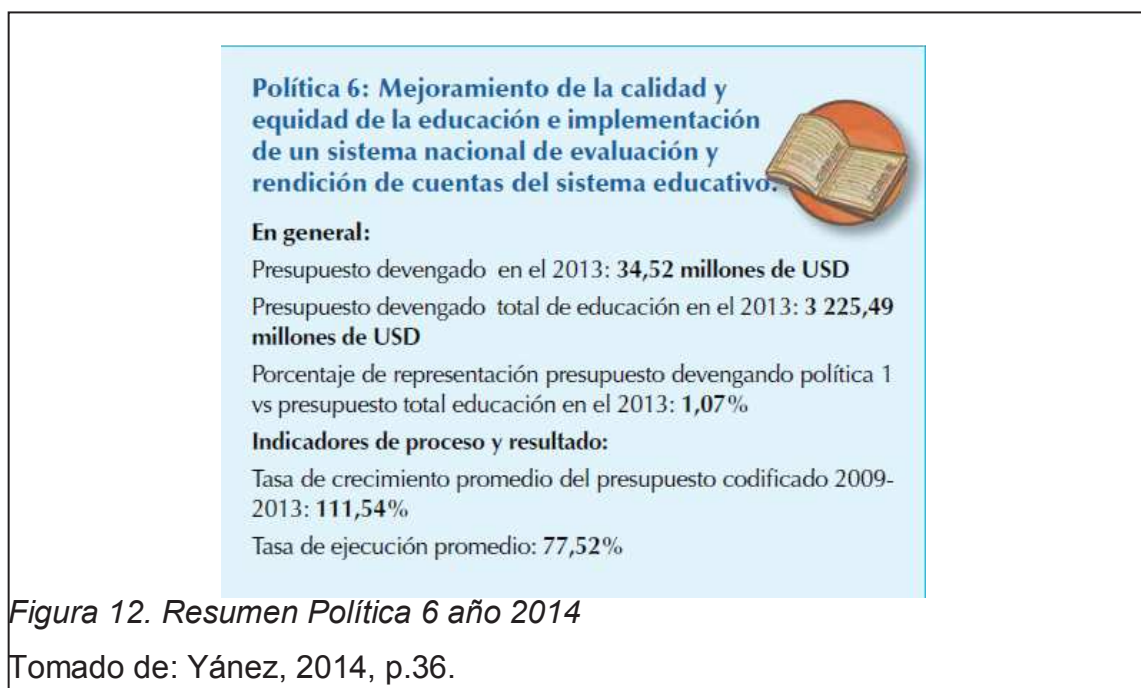 Política 6: Mejoramiento de la calidad y
equidad de la educación e implementación
de un sistema nacional de evaluación y
rendición de cuentas del sistema educativo.
En general:
Presupuesto devengado en el 2013: 34,52 millones de USD
Presupuesto devengado total de educación en el 2013: 3 225,49
millones de USD
Porcentaje de representación presupuesto devengando política 1
vs presupuesto total educación en el 2013: 1,07%
Indicadores de proceso y resultado:
Tasa de crecimiento promedio del presupuesto codificado 2009-
2013: 111,54%
Tasa de ejecución promedio: 77,52%
Figura 12. Resumen Política 6 año 2014
Tomado de: Yánez, 2014, p.36.